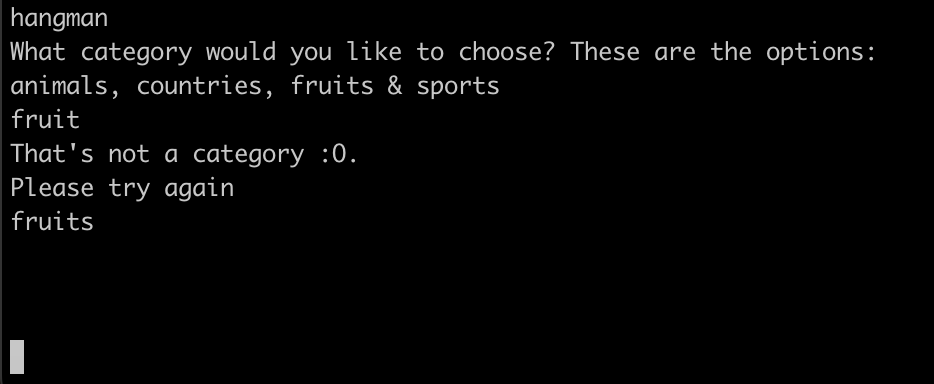 hangman
What category would you like to choose? These are the options:
animals, countries, fruits & sports
fruit
That's not a category :O.
Please try again
fruits